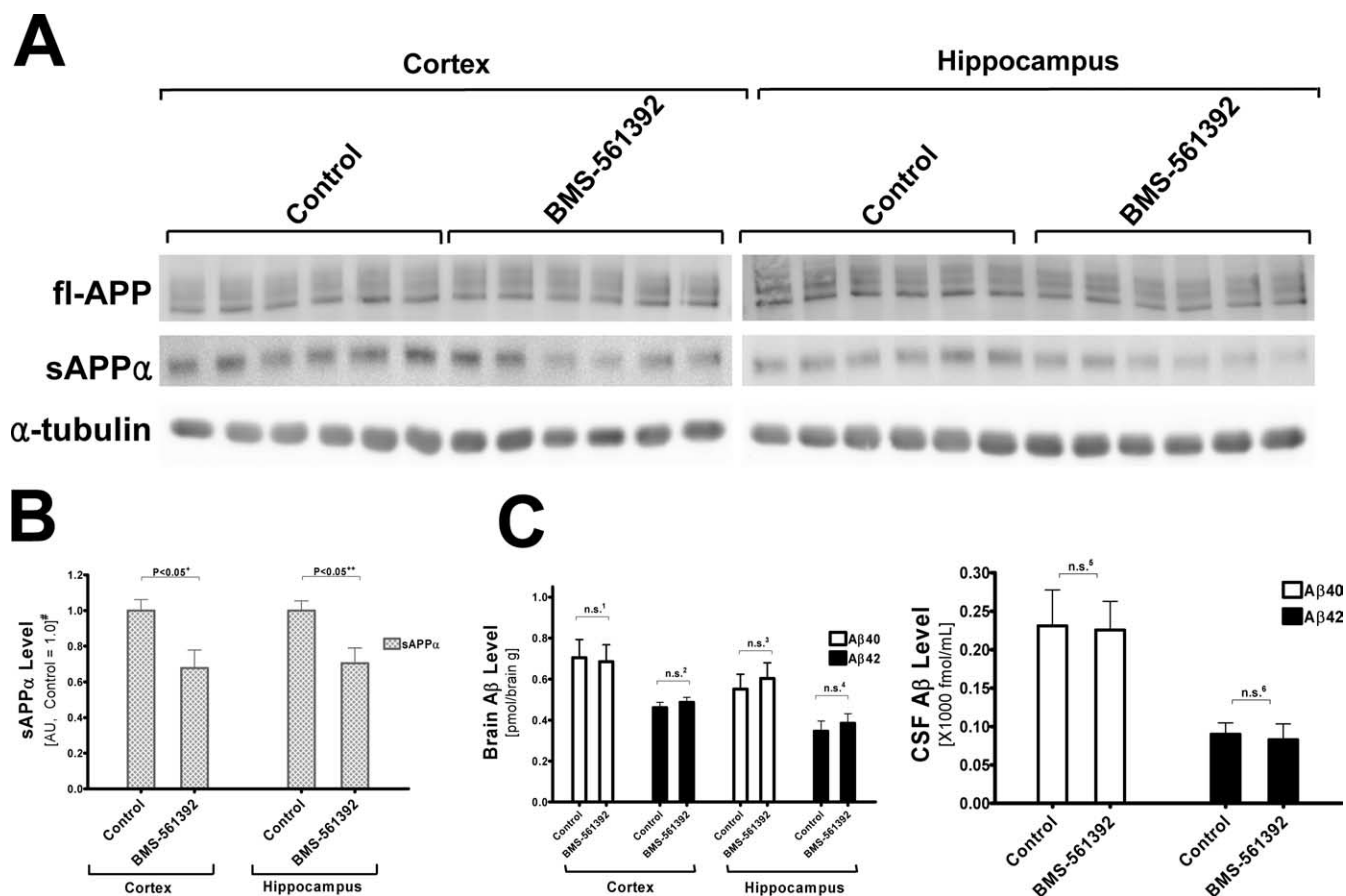 A
Cortex
Hippocampus
Control
BMS-561392
Control
BMS-561392
fl-APP
sAPPα
α-tubulin
B
sAPPα Level
[AU, Control = 1.0]#
1.2
1.0
0.8
0.6
0.4
0.2
0.0
P<0.05*
P<0.05**
sAPPα
Control
BMS-561392
Control
BMS-561392
Cortex
Hippocampus
C
Brain Aβ Level
[pmol/brain g]
1.0
0.8
0.6
0.4
0.2
0.0
n.s.1
n.s.2
n.s.3
n.s.4
Aβ40
Aβ42
Control
BMS-561392
Control
BMS-561392
Control
BMS-561392
Control
BMS-561392
Cortex
Hippocampus
CSF Aβ Level
[X1000 fmol/mL]
0.30
0.25
0.20
0.15
0.10
0.05
0.00
n.s.5
n.s.6
Aβ40
Aβ42
Control
BMS-561392
Control
BMS-561392